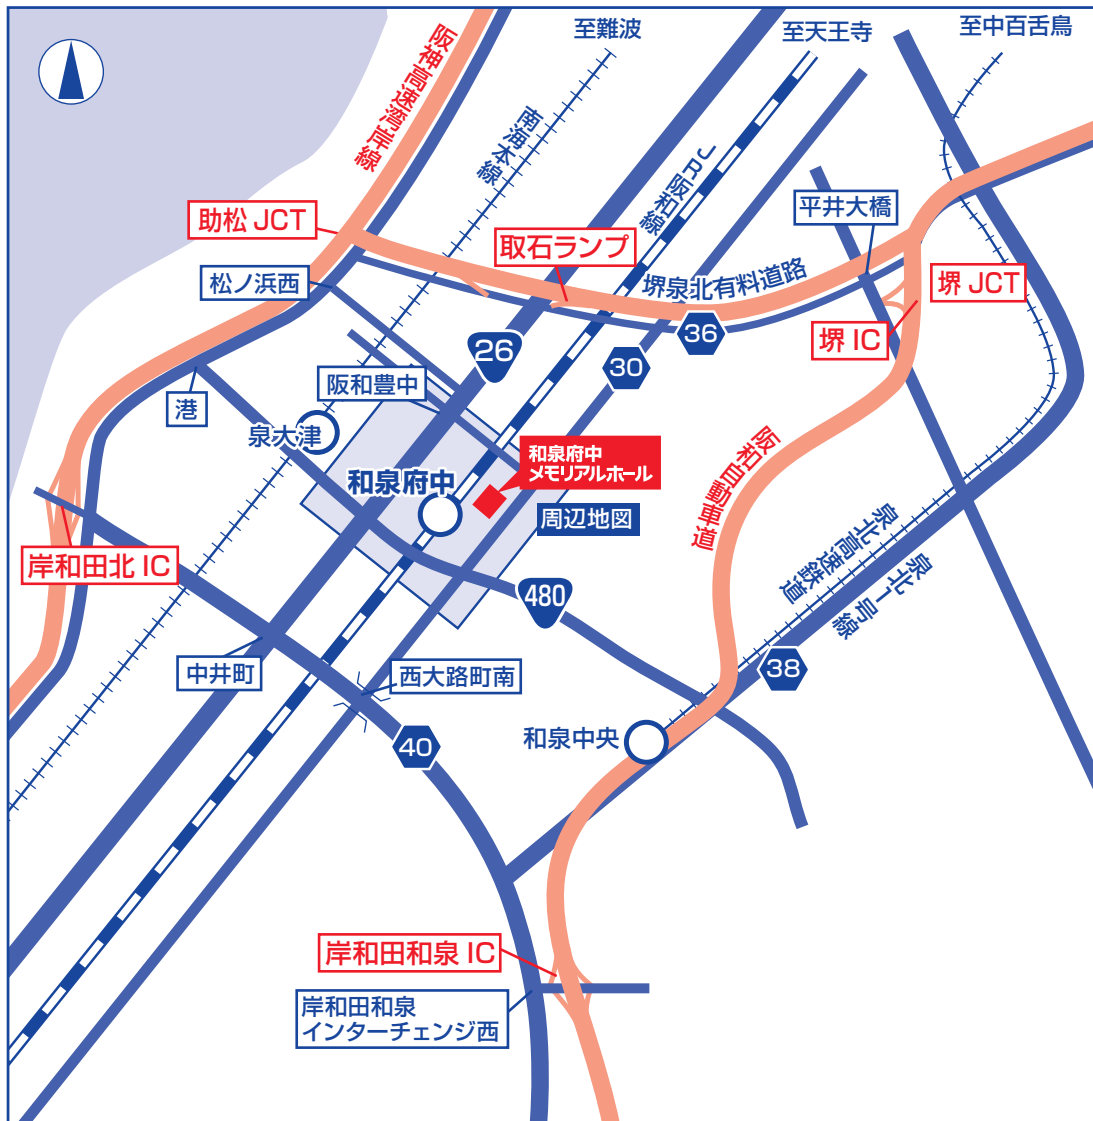 至難波
至天王寺
至中百舌鳥
阪神高速湾岸線
南海本線
JR阪和線
助松 JCT
取石ランプ
平井大橋
松ノ浜西
堺泉北有料道路
堺 JCT
36
堺 IC
26
30
阪和豊中
港
泉大津
和泉府中
メモリアルホール
和泉府中
周辺地図
阪和自動車道
岸和田北 IC
泉北高速鉄道
泉北1号線
480
中井町
西大路町南
38
40
和泉中央
岸和田和泉 IC
岸和田和泉
インターチェンジ西